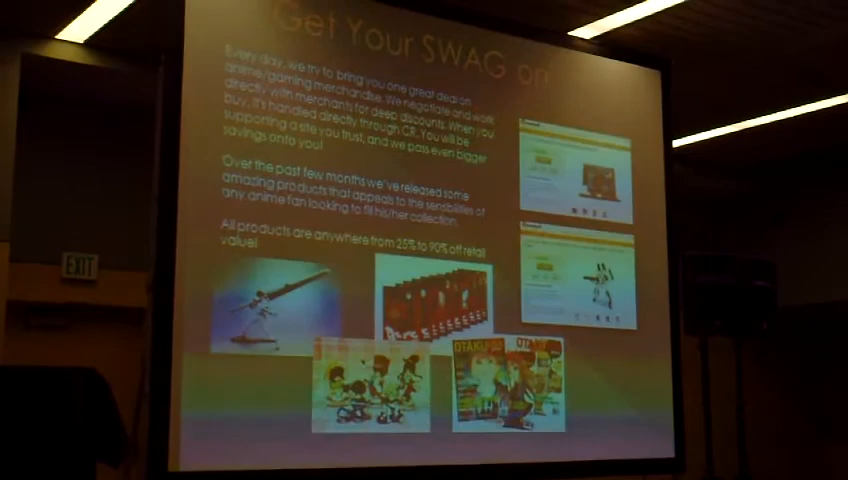 Get Your SWAG on
Every day, we try to bring you one great deal on
anime/gaming merchandise. We negotiate and work
directly with merchants for deep discounts. When you
buy, it's handled directly through CR. You will be
supporting a site you trust, and we pass even bigger
savings onto you!
Over the past few months we've released some
amazing products that appeals to the sensibilities of
any anime fan looking to fill his/her collection.
All products are anywhere from 25% to 90% off retail
value!
EXIT
OTAKU
OTAKU